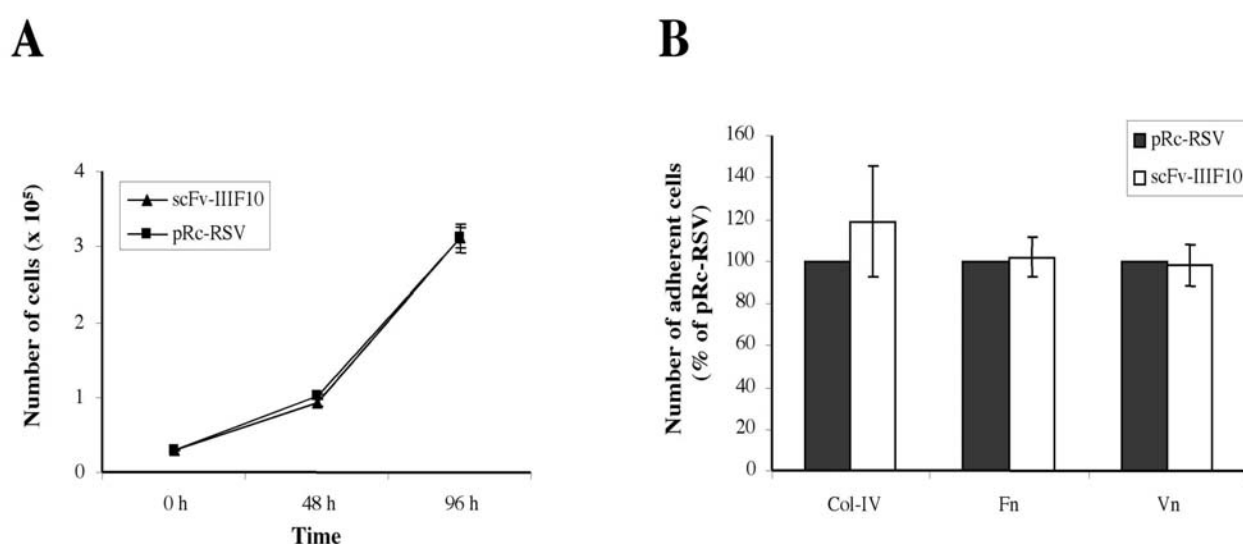 A
Number of cells (x 10⁵)
4
3
2
1
0
scFv-IIIF10
pRc-RSV
0 h
48 h
96 h
Time
B
Number of adherent cells
(% of pRc-RSV)
160
140
120
100
80
60
40
20
0
pRc-RSV
scFv-IIIF10
Col-IV
Fn
Vn